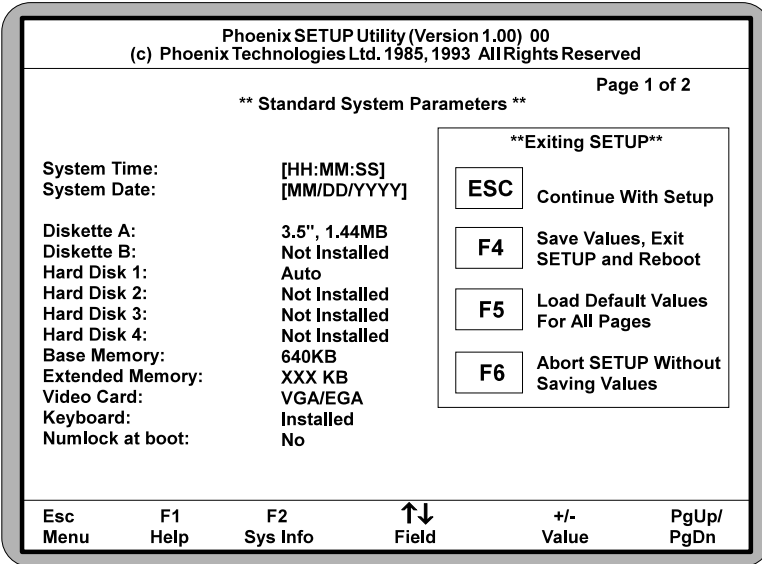 Phoenix SETUP Utility (Version 1.00) 00
(c) Phoenix Technologies Ltd. 1985, 1993 All Rights Reserved
Page 1 of 2
** Standard System Parameters **
System Time: [HH:MM:SS]
System Date: [MM/DD/YYYY]
Diskette A: 3.5", 1.44MB
Diskette B: Not Installed
Hard Disk 1: Auto
Hard Disk 2: Not Installed
Hard Disk 3: Not Installed
Hard Disk 4: Not Installed
Base Memory: 640KB
Extended Memory: XXX KB
Video Card: VGA/EGA
Keyboard: Installed
Numlock at boot: No
**Exiting SETUP**
ESC Continue With Setup
F4 Save Values, Exit
SETUP and Reboot
F5 Load Default Values
For All Pages
F6 Abort SETUP Without
Saving Values
Esc F1 F2 ↑↓ +/- PgUp/
Menu Help Sys Info Field Value PgDn